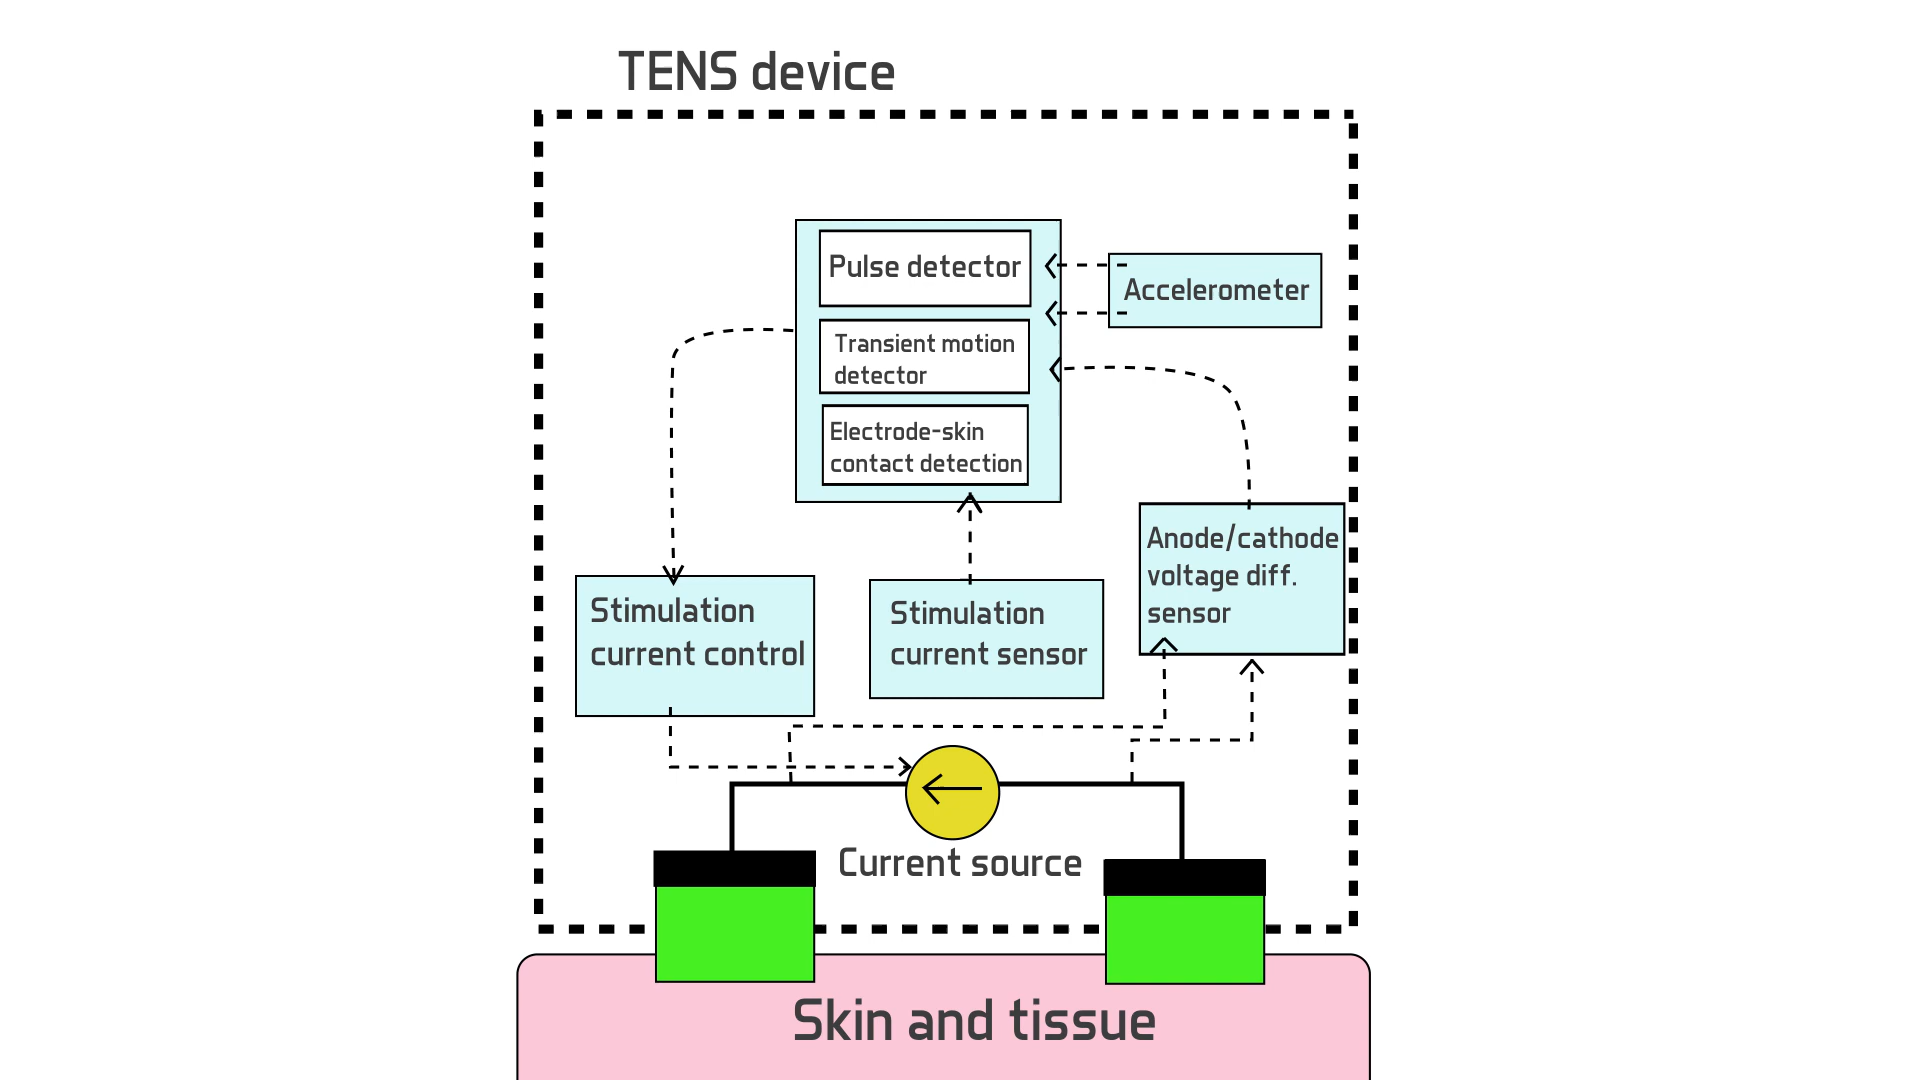 TENS device
Pulse detector
Accelerometer
Transient motion
detector
Electrode-skin
contact detection
Anode/cathode
voltage diff.
sensor
Stimulation
current control
Stimulation
current sensor
Current source
Skin and tissue